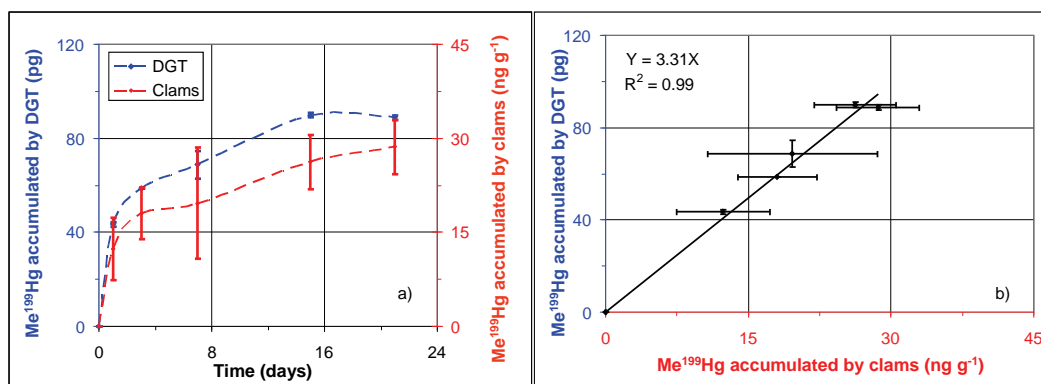 Me¹⁹⁹Hg accumulated by DGT (pg)
120
80
40
0
DGT
Clams
a)
0
8
16
24
Time (days)
45
30
15
0
Me¹⁹⁹Hg accumulated by clams (ng g⁻¹)
b)
Me¹⁹⁹Hg accumulated by DGT (pg)
120
80
40
0
Y = 3.31X
R² = 0.99
b)
0
15
30
45
Me¹⁹⁹Hg accumulated by clams (ng g⁻¹)